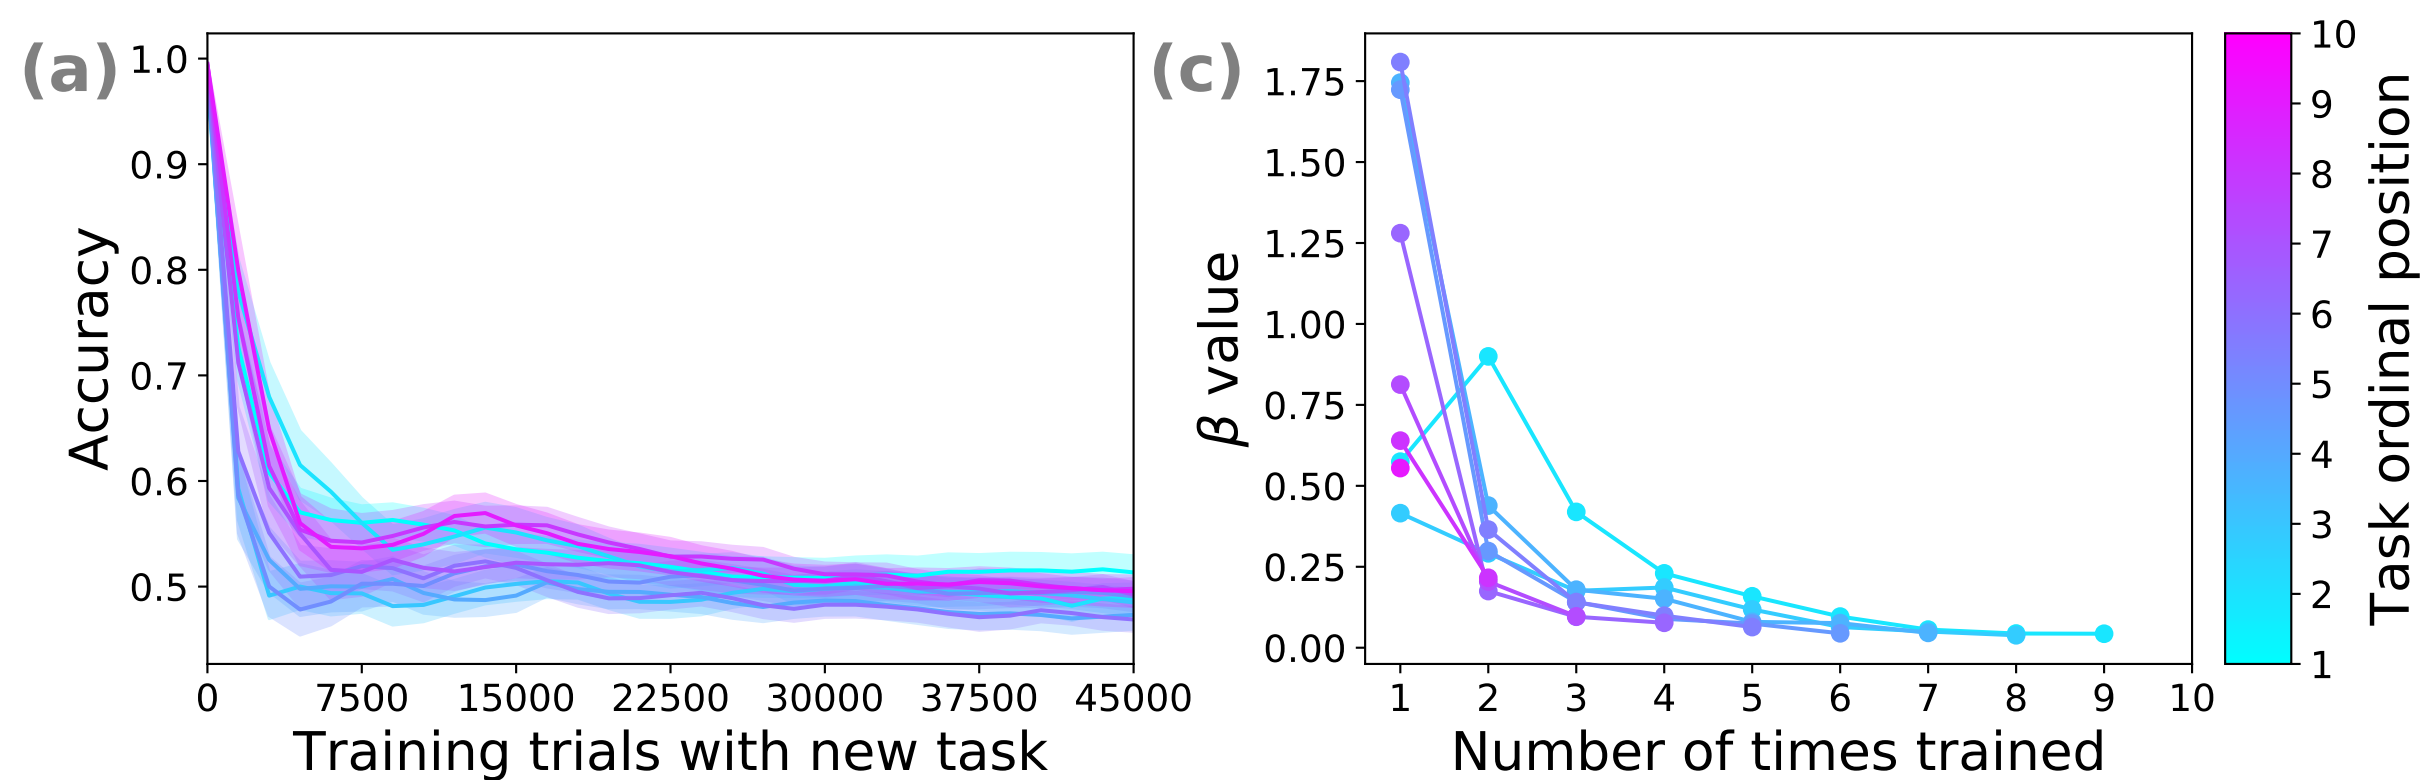 (a)
1.0
0.9
0.8
0.7
0.6
0.5
Accuracy
0 7500 15000 22500 30000 37500 45000
Training trials with new task
(c)
1.75
1.50
1.25
1.00
0.75
0.50
0.25
0.00
β value
1 2 3 4 5 6 7 8 9 10
Number of times trained
10
9
8
7
6
5
4
3
2
1
Task ordinal position